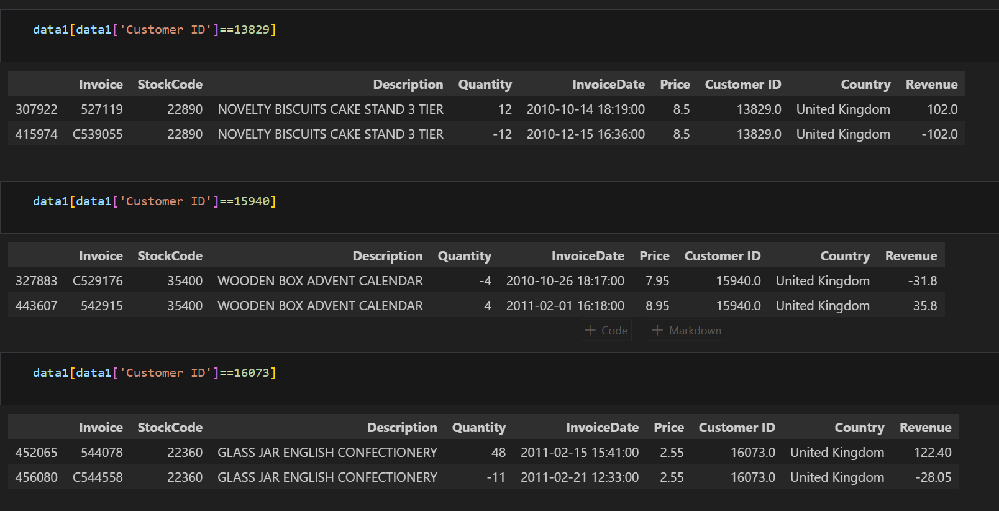 data1[data1['Customer ID']==13829]
Invoice StockCode Description Quantity InvoiceDate Price Customer ID Country Revenue
307922 527119 22890 NOVELTY BISCUITS CAKE STAND 3 TIER 12 2010-10-14 18:19:00 8.5 13829.0 United Kingdom 102.0
415974 C539055 22890 NOVELTY BISCUITS CAKE STAND 3 TIER -12 2010-12-15 16:36:00 8.5 13829.0 United Kingdom -102.0
data1[data1['Customer ID']==15940]
Invoice StockCode Description Quantity InvoiceDate Price Customer ID Country Revenue
327883 C529176 35400 WOODEN BOX ADVENT CALENDAR -4 2010-10-26 18:17:00 7.95 15940.0 United Kingdom -31.8
443607 542915 35400 WOODEN BOX ADVENT CALENDAR 4 2011-02-01 16:18:00 8.95 15940.0 United Kingdom 35.8
+ Code + Markdown
data1[data1['Customer ID']==16073]
Invoice StockCode Description Quantity InvoiceDate Price Customer ID Country Revenue
452065 544078 22360 GLASS JAR ENGLISH CONFECTIONERY 48 2011-02-15 15:41:00 2.55 16073.0 United Kingdom 122.40
456080 C544558 22360 GLASS JAR ENGLISH CONFECTIONERY -11 2011-02-21 12:33:00 2.55 16073.0 United Kingdom -28.05